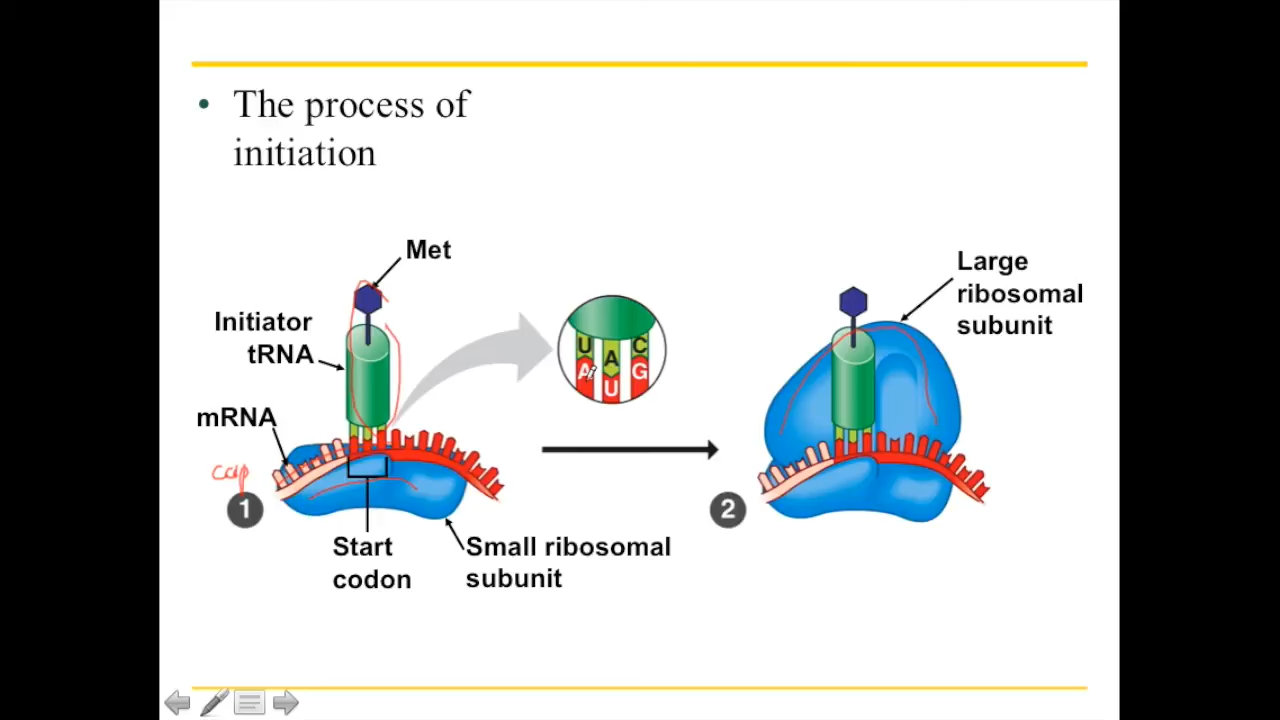 • The process of
initiation
Met
Initiator
tRNA
mRNA
cap
1
Start
codon
Small ribosomal
subunit
U A C
A U G
2
Large
ribosomal
subunit